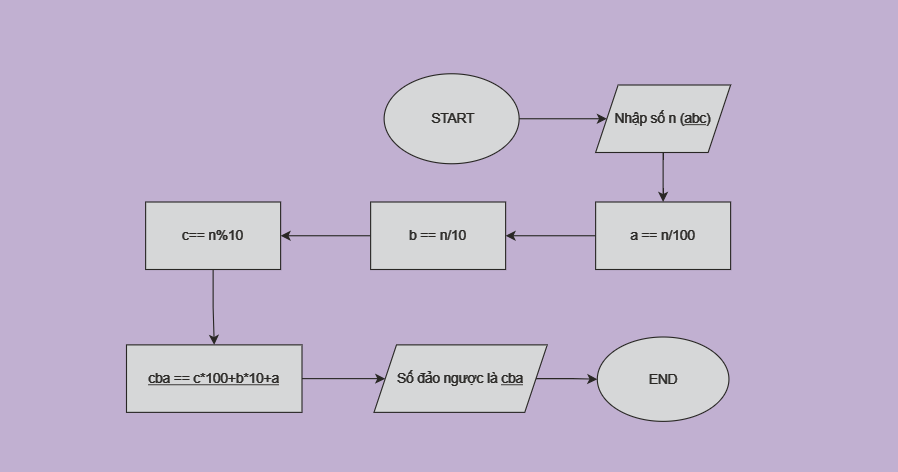 START
Nhập số n (abc)
a == n/100
b == n/10
c== n%10
cba == c*100+b*10+a
Số đảo ngược là cba
END